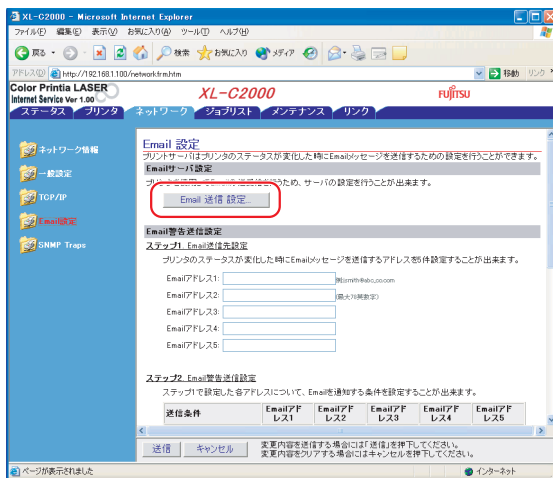 XL-C2000 - Microsoft Internet Explorer
ファイル(F) 編集(E) 表示(V) お気に入り(A) ツール(T) ヘルプ(H)
戻る 検索 お気に入り メディア
アドレス(D) http://192.168.1.100/networkfrm.htm 移動 リンク
Color Printia LASER
Internet Service Ver 1.00
XL-C2000
FUJITSU
ステータス プリンタ ネットワーク ジョブリスト メンテナンス リンク
ネットワーク情報
一般設定
TCP/IP
Email設定
SNMP Traps
Email 設定
プリントサーバはプリンタのステータスが変化した時にEmailメッセージを送信するための設定を行うことができます。
Emailサーバ設定
ため、サーバの設定を行うことが出来ます。
Email 送信 設定...
Email警告送信設定
ステップ1. Email送信先設定
プリンタのステータスが変化した時にEmailメッセージを送信するアドレスを5件設定することが出来ます。
Emailアドレス1: 例)smith@abc_co.com
Emailアドレス2: (最大78英数字)
Emailアドレス3:
Emailアドレス4:
Emailアドレス5:
ステップ2. Email警告送信設定
ステップ1で設定した各アドレスについて、Emailを通知する条件を設定することが出来ます。
送信条件 Emailアドレス1 Emailアドレス2 Emailアドレス3 Emailアドレス4 Emailアドレス5
送信 キャンセル 変更内容を送信する場合には「送信」を押下してください。
変更内容をクリアする場合にはキャンセルを押下してください。
ページが表示されました インターネット